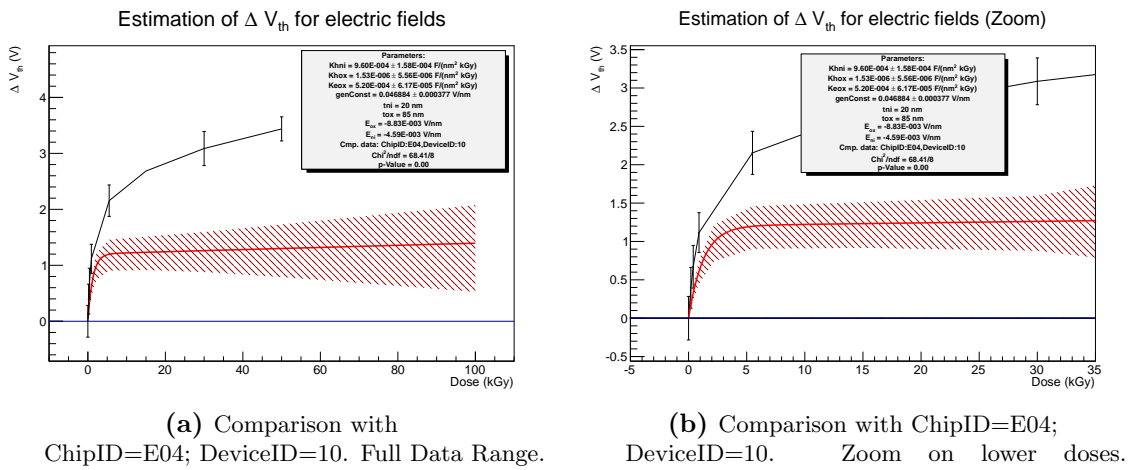 Estimation of Δ V_th for electric fields
Δ V_th (V)
4
3
2
1
0
0 20 40 60 80 100
Dose (kGy)
Parameters:
Khni = 9.60E-004 ± 1.58E-004 F/(nm² kGy)
Khox = 1.53E-006 ± 5.56E-006 F/(nm² kGy)
Keox = 5.20E-004 ± 6.17E-005 F/(nm² kGy)
genConst = 0.046884 ± 0.000377 V/nm
tni = 20 nm
tox = 85 nm
E_ox = -8.83E-003 V/nm
E_ni = -4.59E-003 V/nm
Cmp. data: ChipID:E04,DeviceID:10
Chi²/ndf = 68.41/8
p-Value = 0.00
(a) Comparison with
ChipID=E04; DeviceID=10. Full Data Range.
Estimation of Δ V_th for electric fields (Zoom)
Δ V_th (V)
3.5
3
2.5
2
1.5
1
0.5
0
-0.5
-5 0 5 10 15 20 25 30 35
Dose (kGy)
Parameters:
Khni = 9.60E-004 ± 1.58E-004 F/(nm² kGy)
Khox = 1.53E-006 ± 5.56E-006 F/(nm² kGy)
Keox = 5.20E-004 ± 6.17E-005 F/(nm² kGy)
genConst = 0.046884 ± 0.000377 V/nm
tni = 20 nm
tox = 85 nm
E_ox = -8.83E-003 V/nm
E_ni = -4.59E-003 V/nm
Cmp. data: ChipID:E04,DeviceID:10
Chi²/ndf = 68.41/8
p-Value = 0.00
(b) Comparison with ChipID=E04;
DeviceID=10. Zoom on lower doses.